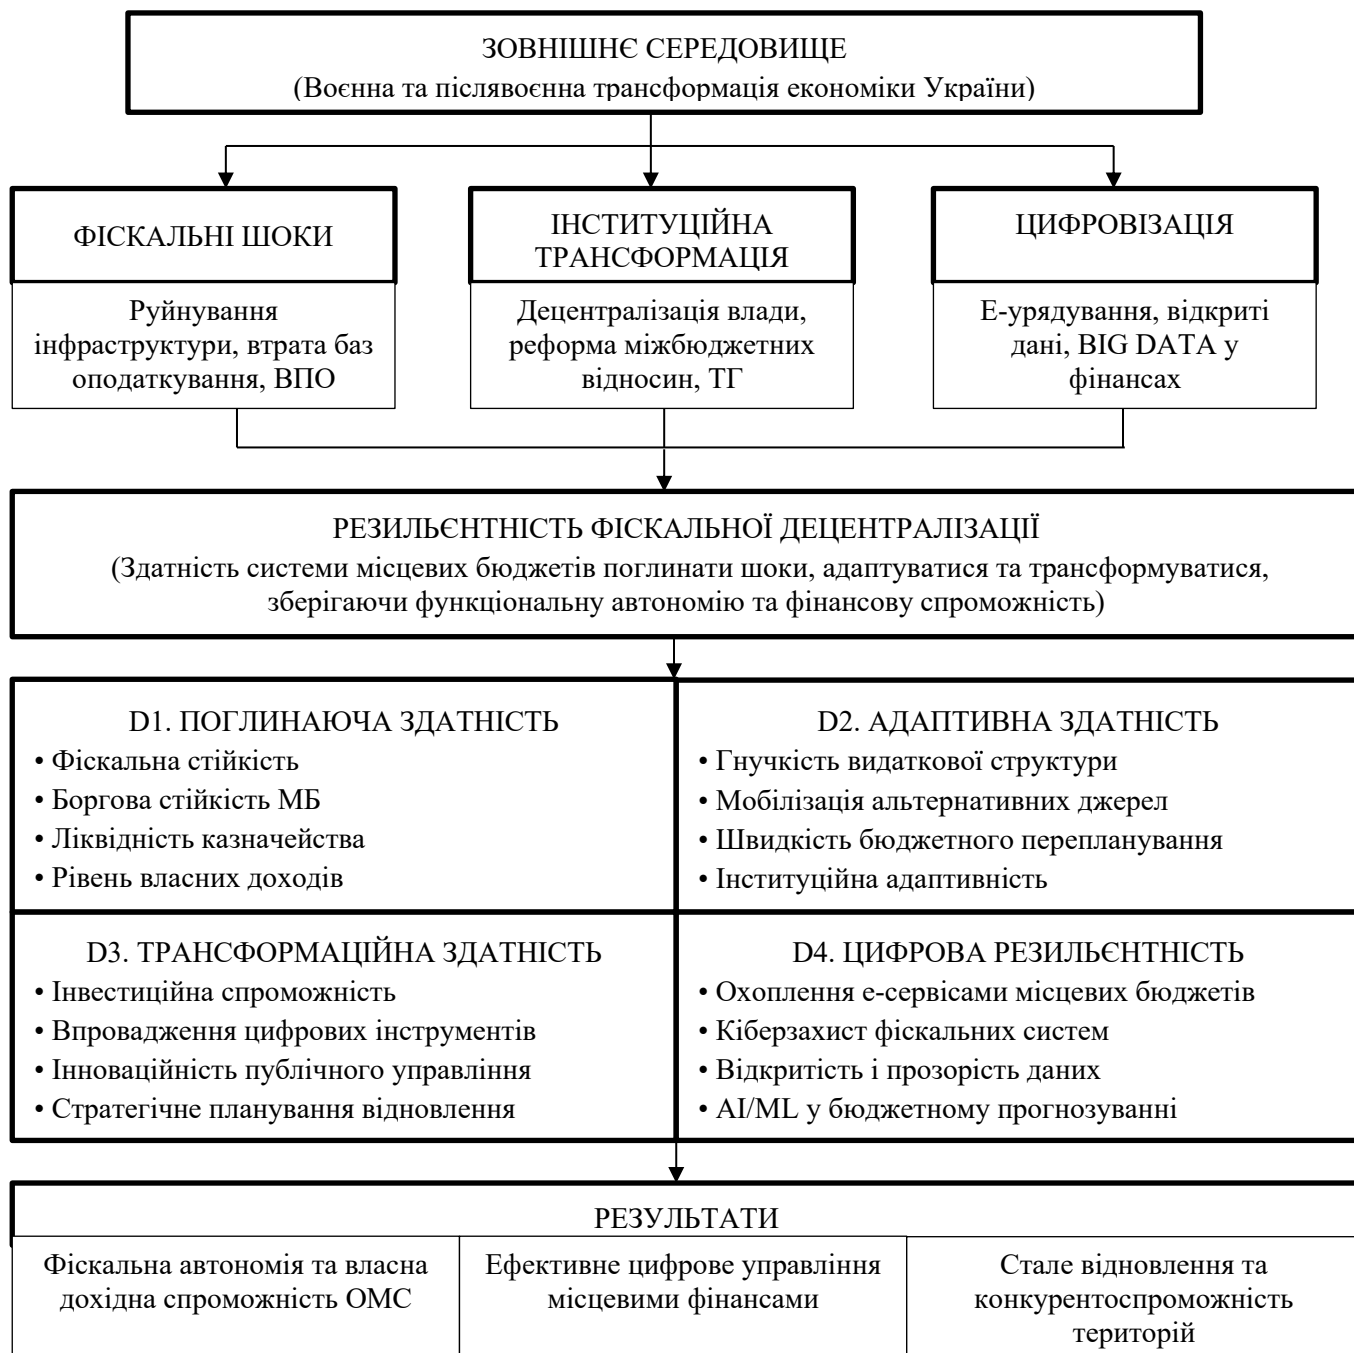 ЗОВНІШНЄ СЕРЕДОВИЩЕ
(Воєнна та післявоєнна трансформація економіки України)
ФІСКАЛЬНІ ШОКИ
Руйнування
інфраструктури, втрата баз
оподаткування, ВПО
ІНСТИТУЦІЙНА
ТРАНСФОРМАЦІЯ
Децентралізація влади,
реформа міжбюджетних
відносин, ТГ
ЦИФРОВІЗАЦІЯ
Е-урядування, відкриті
дані, BIG DATA у
фінансах
РЕЗИЛЬЄНТНІСТЬ ФІСКАЛЬНОЇ ДЕЦЕНТРАЛІЗАЦІЇ
(Здатність системи місцевих бюджетів поглинати шоки, адаптуватися та трансформуватися,
зберігаючи функціональну автономію та фінансову спроможність)
D1. ПОГЛИНАЮЧА ЗДАТНІСТЬ
• Фіскальна стійкість
• Боргова стійкість МБ
• Ліквідність казначейства
• Рівень власних доходів
D2. АДАПТИВНА ЗДАТНІСТЬ
• Гнучкість видаткової структури
• Мобілізація альтернативних джерел
• Швидкість бюджетного перепланування
• Інституційна адаптивність
D3. ТРАНСФОРМАЦІЙНА ЗДАТНІСТЬ
• Інвестиційна спроможність
• Впровадження цифрових інструментів
• Інноваційність публічного управління
• Стратегічне планування відновлення
D4. ЦИФРОВА РЕЗИЛЬЄНТНІСТЬ
• Охоплення е-сервісами місцевих бюджетів
• Кіберзахист фіскальних систем
• Відкритість і прозорість даних
• AI/ML у бюджетному прогнозуванні
РЕЗУЛЬТАТИ
Фіскальна автономія та власна
дохідна спроможність ОМС
Ефективне цифрове управління
місцевими фінансами
Стале відновлення та
конкурентоспроможність
територій